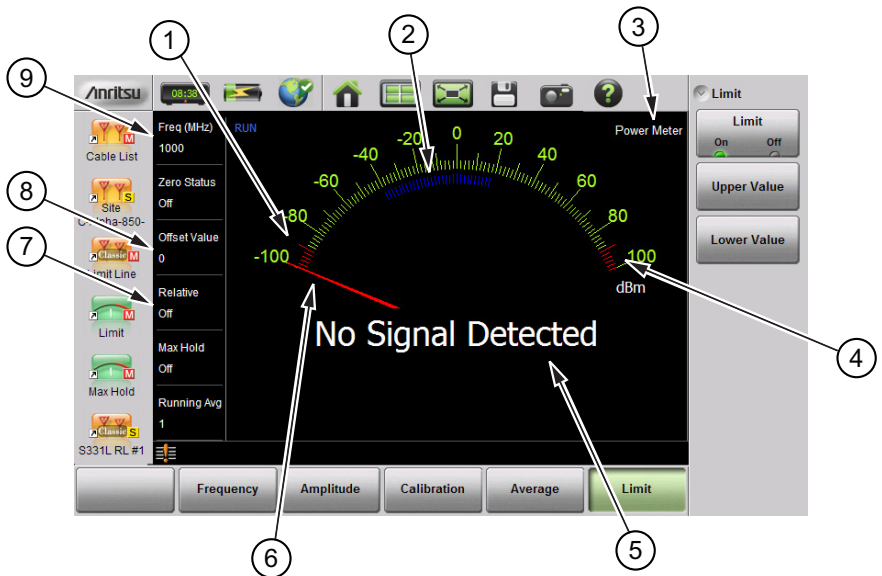 1
2
3
9
Anritsu
08:38
Limit
Cable List
M
Freq (MHz)
1000
RUN
Power Meter
-100
-80
-60
-40
-20
0
20
40
60
80
100
dBm
Limit
On Off
Site
S
Zero Status
Off
Upper Value
8
Offset Value
0
Lower Value
7
Classic M
Limit Line
Relative
Off
No Signal Detected
4
M
Limit
Max Hold
Off
M
Max Hold
Running Avg
1
Classic S
S331L RL #1
Frequency
Amplitude
Calibration
Average
Limit
6
5